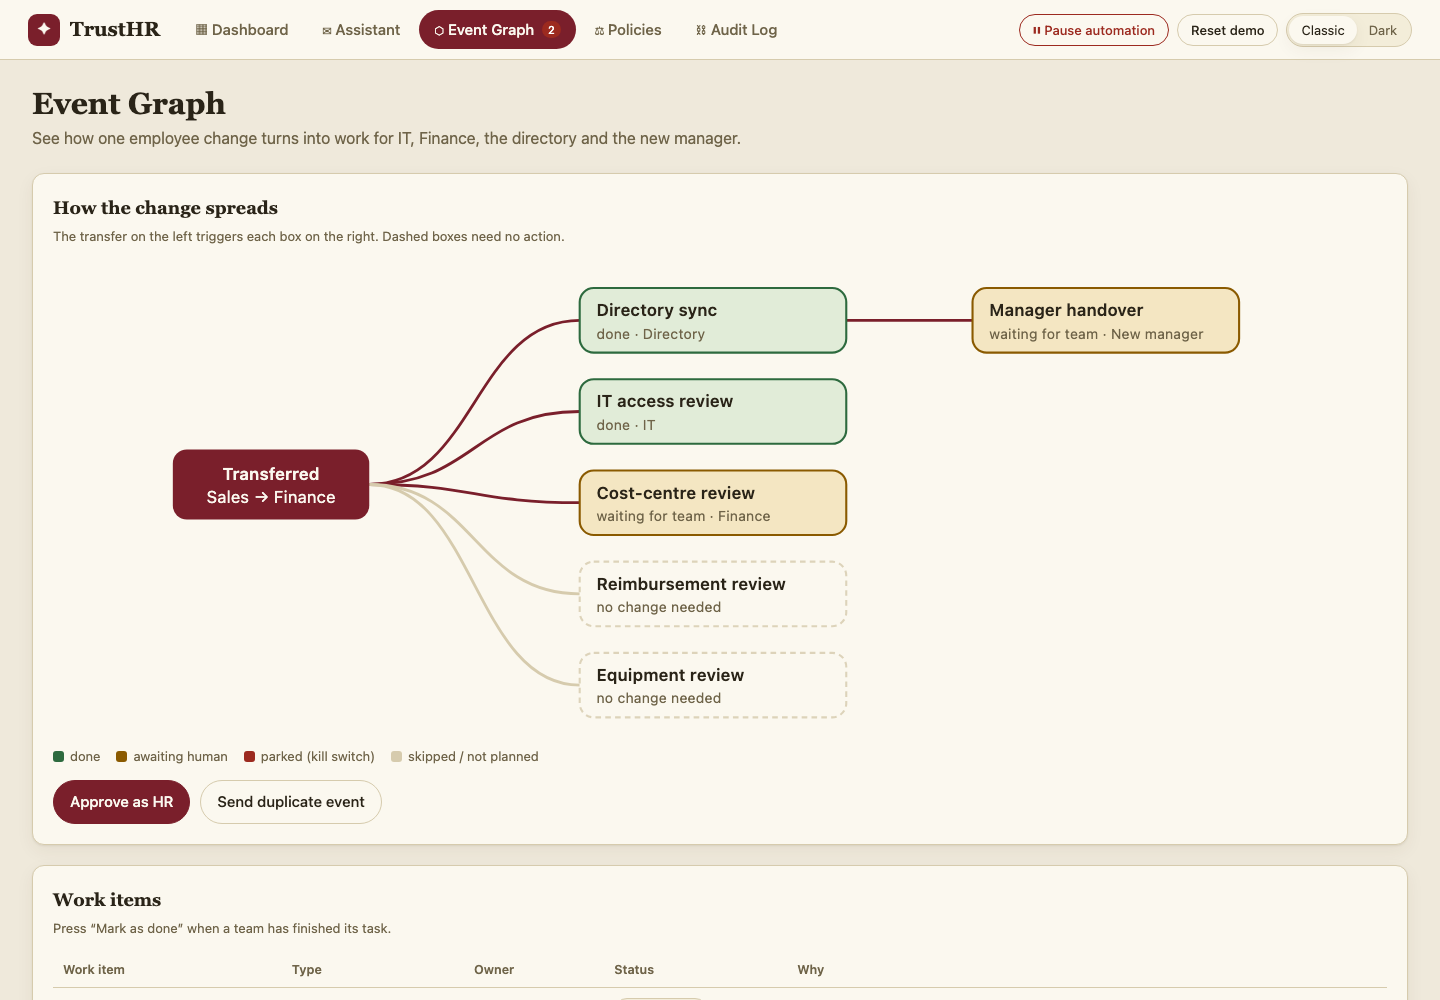 TrustHR
Dashboard
Assistant
Event Graph 2
Policies
Audit Log
Pause automation
Reset demo
Classic
Dark
Event Graph
See how one employee change turns into work for IT, Finance, the directory and the new manager.
How the change spreads
The transfer on the left triggers each box on the right. Dashed boxes need no action.
Directory sync
done · Directory
Manager handover
waiting for team · New manager
IT access review
done · IT
Transferred
Sales → Finance
Cost-centre review
waiting for team · Finance
Reimbursement review
no change needed
Equipment review
no change needed
done
awaiting human
parked (kill switch)
skipped / not planned
Approve as HR
Send duplicate event
Work items
Press “Mark as done” when a team has finished its task.
Work item Type Owner Status Why